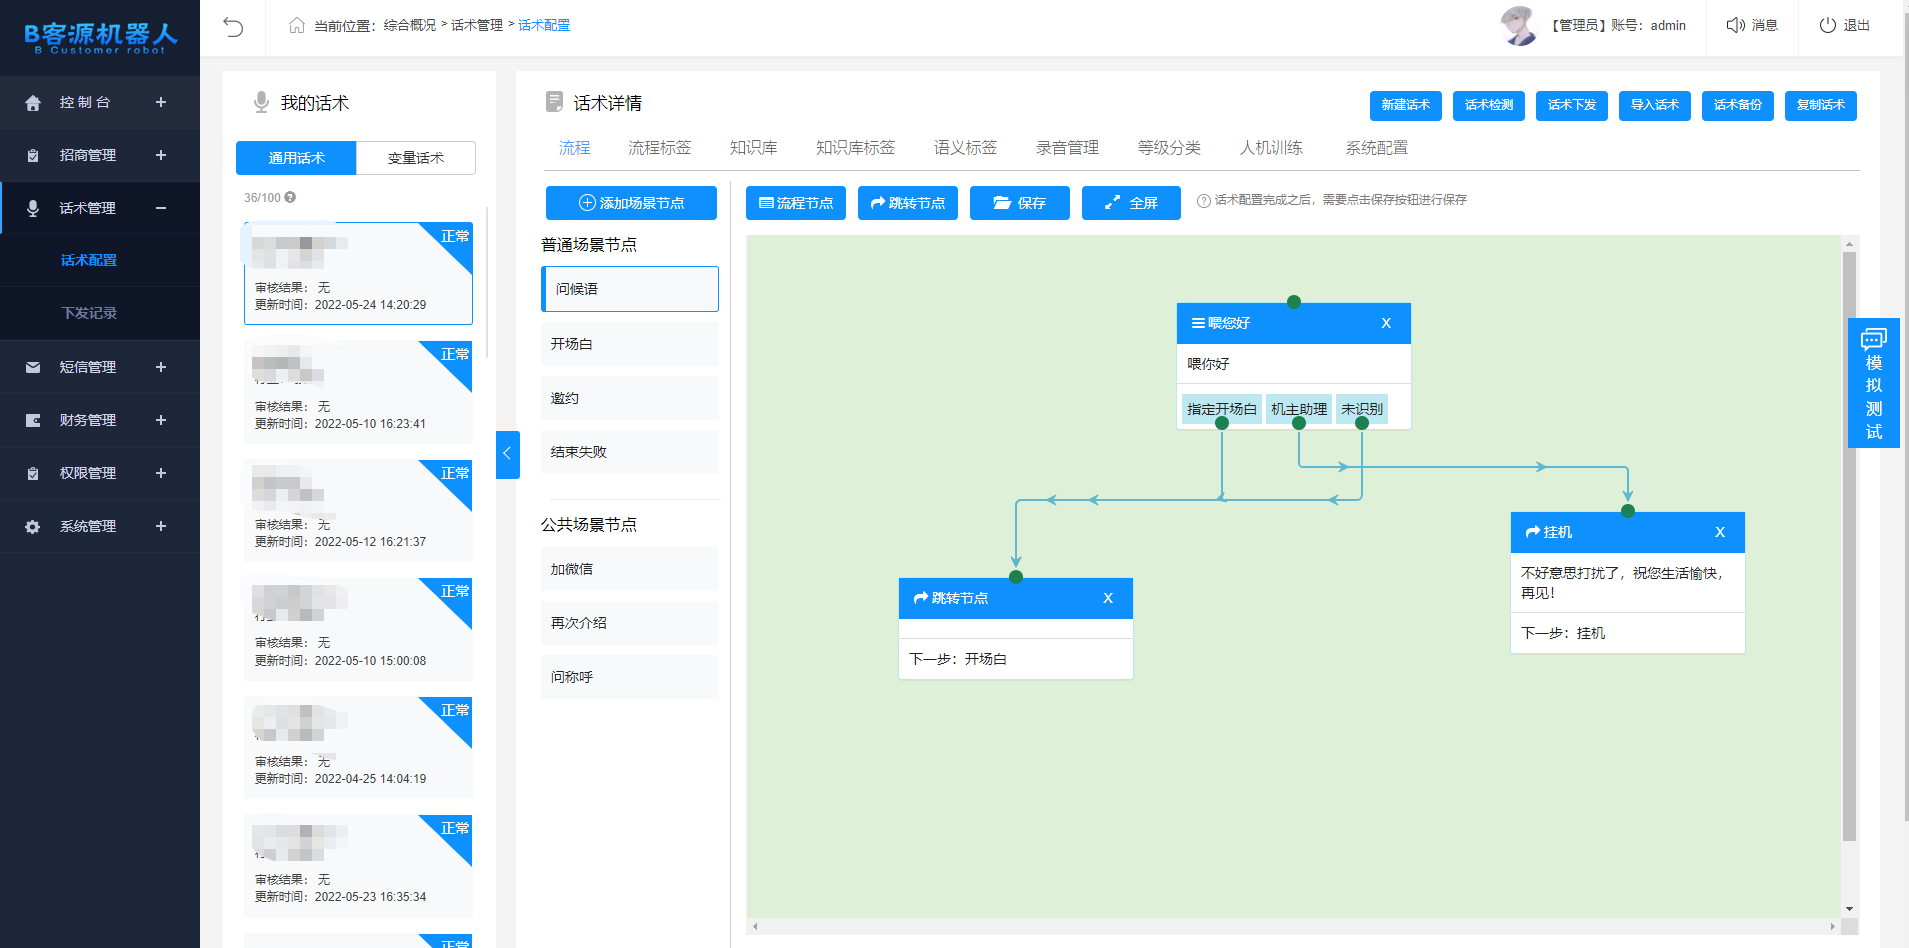 B客源机器人
B Customer robot
控 制 台 +
招商管理 +
话术管理 −
话术配置
下发记录
短信管理 +
财务管理 +
权限管理 +
系统管理 +
当前位置：综合概况 > 话术管理 > 话术配置
【管理员】账号：admin
消息
退出
我的话术
通用话术 变量话术
36/100
正常
审核结果： 无
更新时间：2022-05-24 14:20:29
正常
审核结果： 无
更新时间：2022-05-10 16:23:41
正常
审核结果： 无
更新时间：2022-05-12 16:21:37
正常
审核结果： 无
更新时间：2022-05-10 15:00:08
正常
审核结果： 无
更新时间：2022-04-25 14:04:19
正常
审核结果： 无
更新时间：2022-05-23 16:35:34
正常
话术详情
新建话术 话术检测 话术下发 导入话术 话术备份 复制话术
流程 流程标签 知识库 知识库标签 语义标签 录音管理 等级分类 人机训练 系统配置
添加场景节点
普通场景节点
问候语
开场白
邀约
结束失败
公共场景节点
加微信
再次介绍
问称呼
流程节点 跳转节点 保存 全屏 话术配置完成之后，需要点击保存按钮进行保存
喂您好 X
喂你好
指定开场白 机主助理 未识别
跳转节点 X
下一步：开场白
挂机 X
不好意思打扰了，祝您生活愉快，
再见！
下一步：挂机
模
拟
测
试